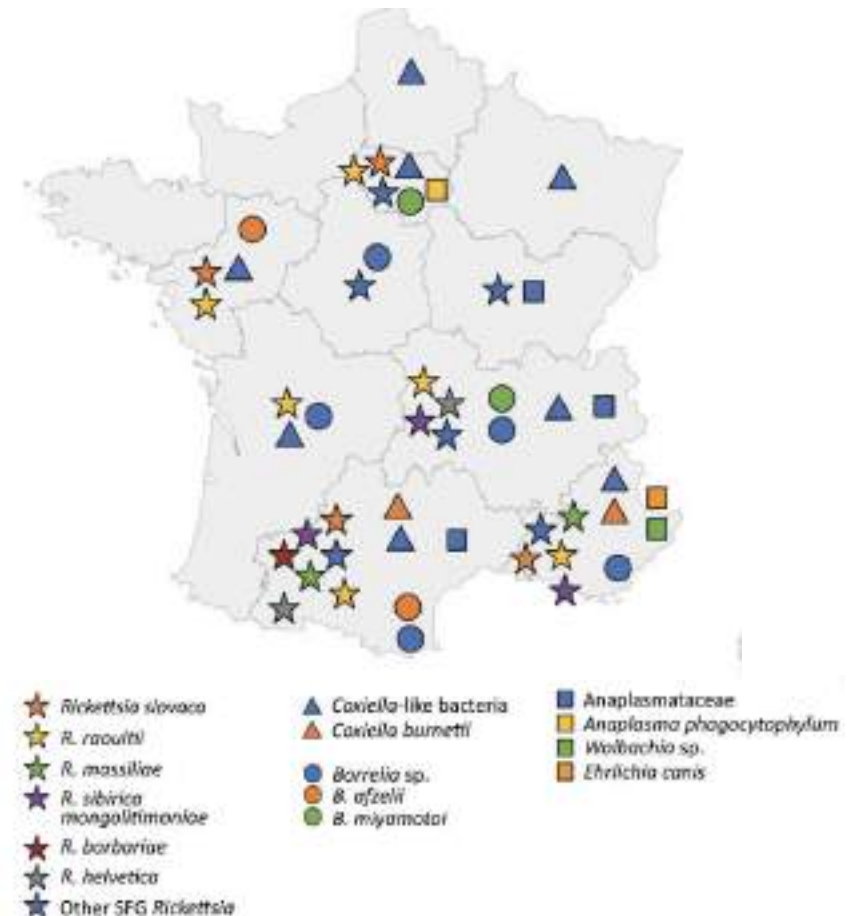 Rickettsia slovaca
R. raoultii
R. massiliae
R. sibirica
mongolitimoniae
R. barbariae
R. helvetica
Other SFG Rickettsia
Coxiella-like bacteria
Coxiella burnetii
Borrelia sp.
B. afzelii
B. miyamotoi
Anaplasmataceae
Anaplasma phagocytophylum
Wolbachia sp.
Ehrlichia canis